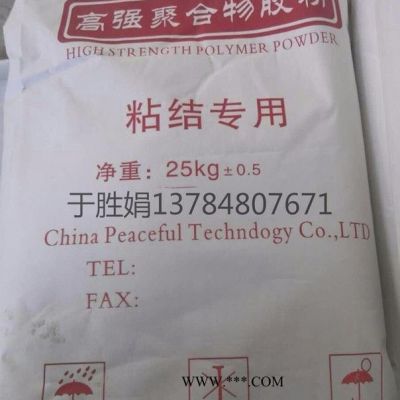 高强聚合物胶粉
HIGH STRENGTH POLYMER POWDER
粘结专用
净重：25kg±0.5
于胜娟13784807671
China Peaceful Techndogy Co.,LTD
TEL:
FAX:
WWW.***.COM